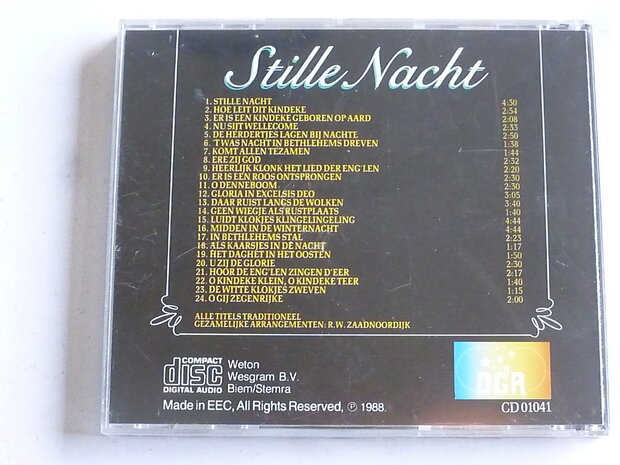 Stille Nacht
1. STILLE NACHT 4:30
2. HOE LEIT DIT KINDEKE 2:54
3. ER IS EEN KINDEKE GEBOREN OP AARD 2:08
4. NU SIJT WELLECOME 2:33
5. DE HERDERTJES LAGEN BIJ NACHTE 2:50
6. 'T WAS NACHT IN BETHLEHEMS DREVEN 1:38
7. KOMT ALLEN TEZAMEN 1:44
8. ERE ZIJ GOD 2:32
9. HEERLIJK KLONK HET LIED DER ENG'LEN 2:20
10. ER IS EEN ROOS ONTSPRONGEN 2:30
11. O DENNEBOOM 2:30
12. GLORIA IN EXCELSIS DEO 3:05
13. DAAR RUIST LANGS DE WOLKEN 3:40
14. GEEN WIEGJE ALS RUSTPLAATS 1:40
15. LUIDT KLOKJES KLINGELINGELING 4:44
16. MIDDEN IN DE WINTERNACHT 4:44
17. IN BETHLEHEMS STAL 2:23
18. ALS KAARSJES IN DE NACHT 1:17
19. HET DAGHET IN HET OOSTEN 1:50
20. U ZIJ DE GLORIE 2:30
21. HOOR DE ENG'LEN ZINGEN D'EER 2:17
22. O KINDEKE KLEIN, O KINDEKE TEER 1:40
23. DE WITTE KLOKJES ZWEVEN 1:15
24. O GIJ ZEGENRIJKE 2:00
ALLE TITELS TRADITIONEEL
GEZAMELIJKE ARRANGEMENTEN: R.W. ZAADNOORDIJK
COMPACT
disc
DIGITAL AUDIO
Weton
Wesgram B.V.
Biem/Stemra
Made in EEC, All Rights Reserved, ℗ 1988.
DGR
CD 01041